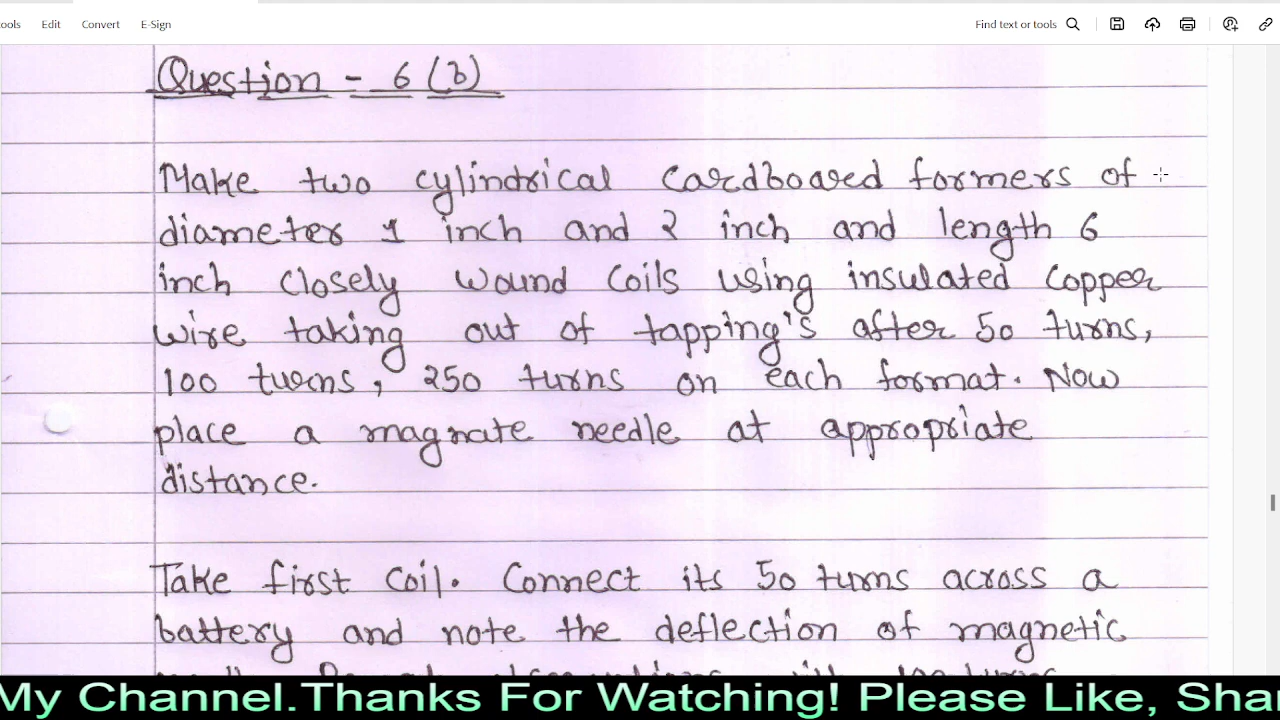 ools Edit Convert E-Sign Find text or tools
Question - 6 (b)
Make two cylindrical cardboard formers of
diameter 1 inch and 2 inch and length 6
inch closely wound coils using insulated copper
wire taking out of tapping's after 50 turns,
100 turns, 250 turns on each format. Now
place a magnate needle at appropriate
distance.
Take first coil. Connect its 50 turns across a
battery and note the deflection of magnetic
My Channel.Thanks For Watching! Please Like, Sha